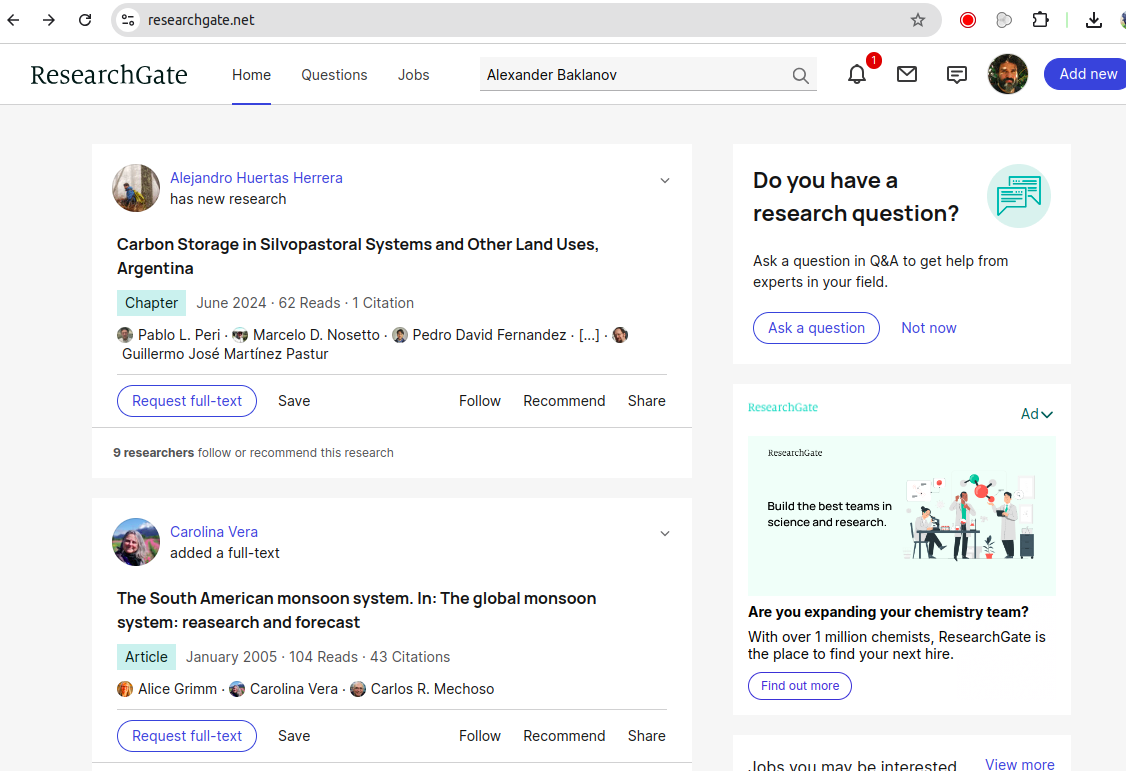 researchgate.net
ResearchGate
Home
Questions
Jobs
Alexander Baklanov
1
Add new
Alejandro Huertas Herrera
has new research
Carbon Storage in Silvopastoral Systems and Other Land Uses,
Argentina
Chapter June 2024 · 62 Reads · 1 Citation
Pablo L. Peri · Marcelo D. Nosetto · Pedro David Fernandez · [...] ·
Guillermo José Martínez Pastur
Request full-text Save Follow Recommend Share
9 researchers follow or recommend this research
Carolina Vera
added a full-text
The South American monsoon system. In: The global monsoon
system: reasearch and forecast
Article January 2005 · 104 Reads · 43 Citations
Alice Grimm · Carolina Vera · Carlos R. Mechoso
Request full-text Save Follow Recommend Share
Do you have a
research question?
Ask a question in Q&A to get help from
experts in your field.
Ask a question Not now
ResearchGate
Ad
ResearchGate
Build the best teams in
science and research.
Are you expanding your chemistry team?
With over 1 million chemists, ResearchGate is
the place to find your next hire.
Find out more
Jobs you may be interested
View more